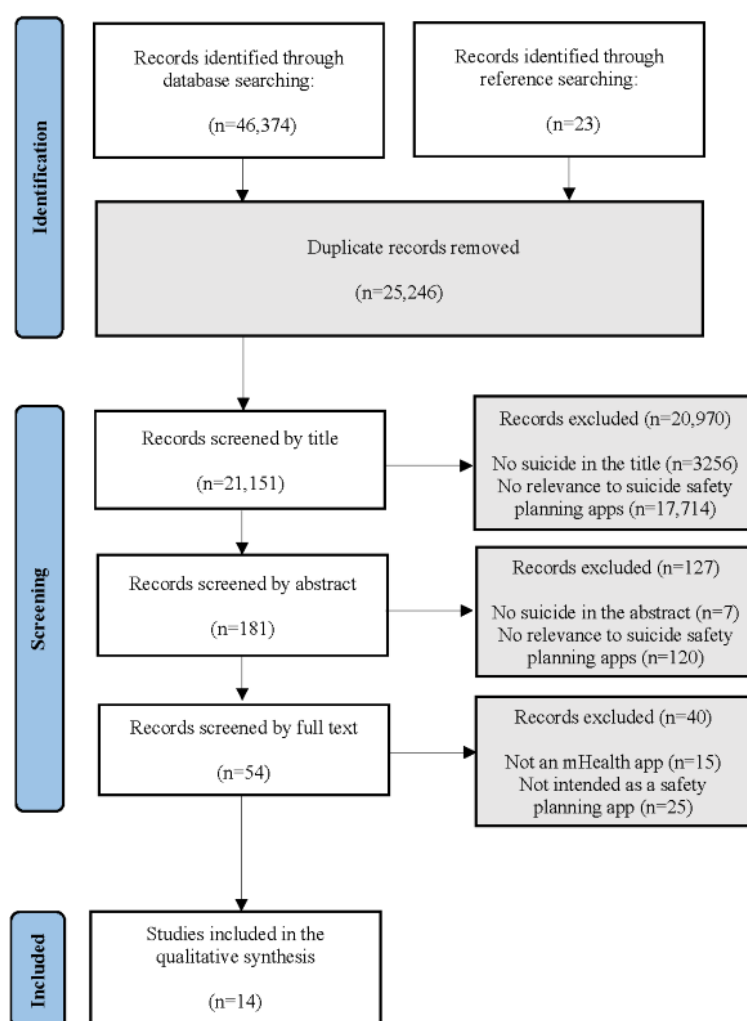 Identification
Records identified through
database searching:
(n=46,374)
Records identified through
reference searching:
(n=23)
Duplicate records removed
(n=25,246)
Screening
Records screened by title
(n=21,151)
Records excluded (n=20,970)
No suicide in the title (n=3256)
No relevance to suicide safety
planning apps (n=17,714)
Records screened by abstract
(n=181)
Records excluded (n=127)
No suicide in the abstract (n=7)
No relevance to suicide safety
planning apps (n=120)
Records screened by full text
(n=54)
Records excluded (n=40)
Not an mHealth app (n=15)
Not intended as a safety
planning app (n=25)
Included
Studies included in the
qualitative synthesis
(n=14)